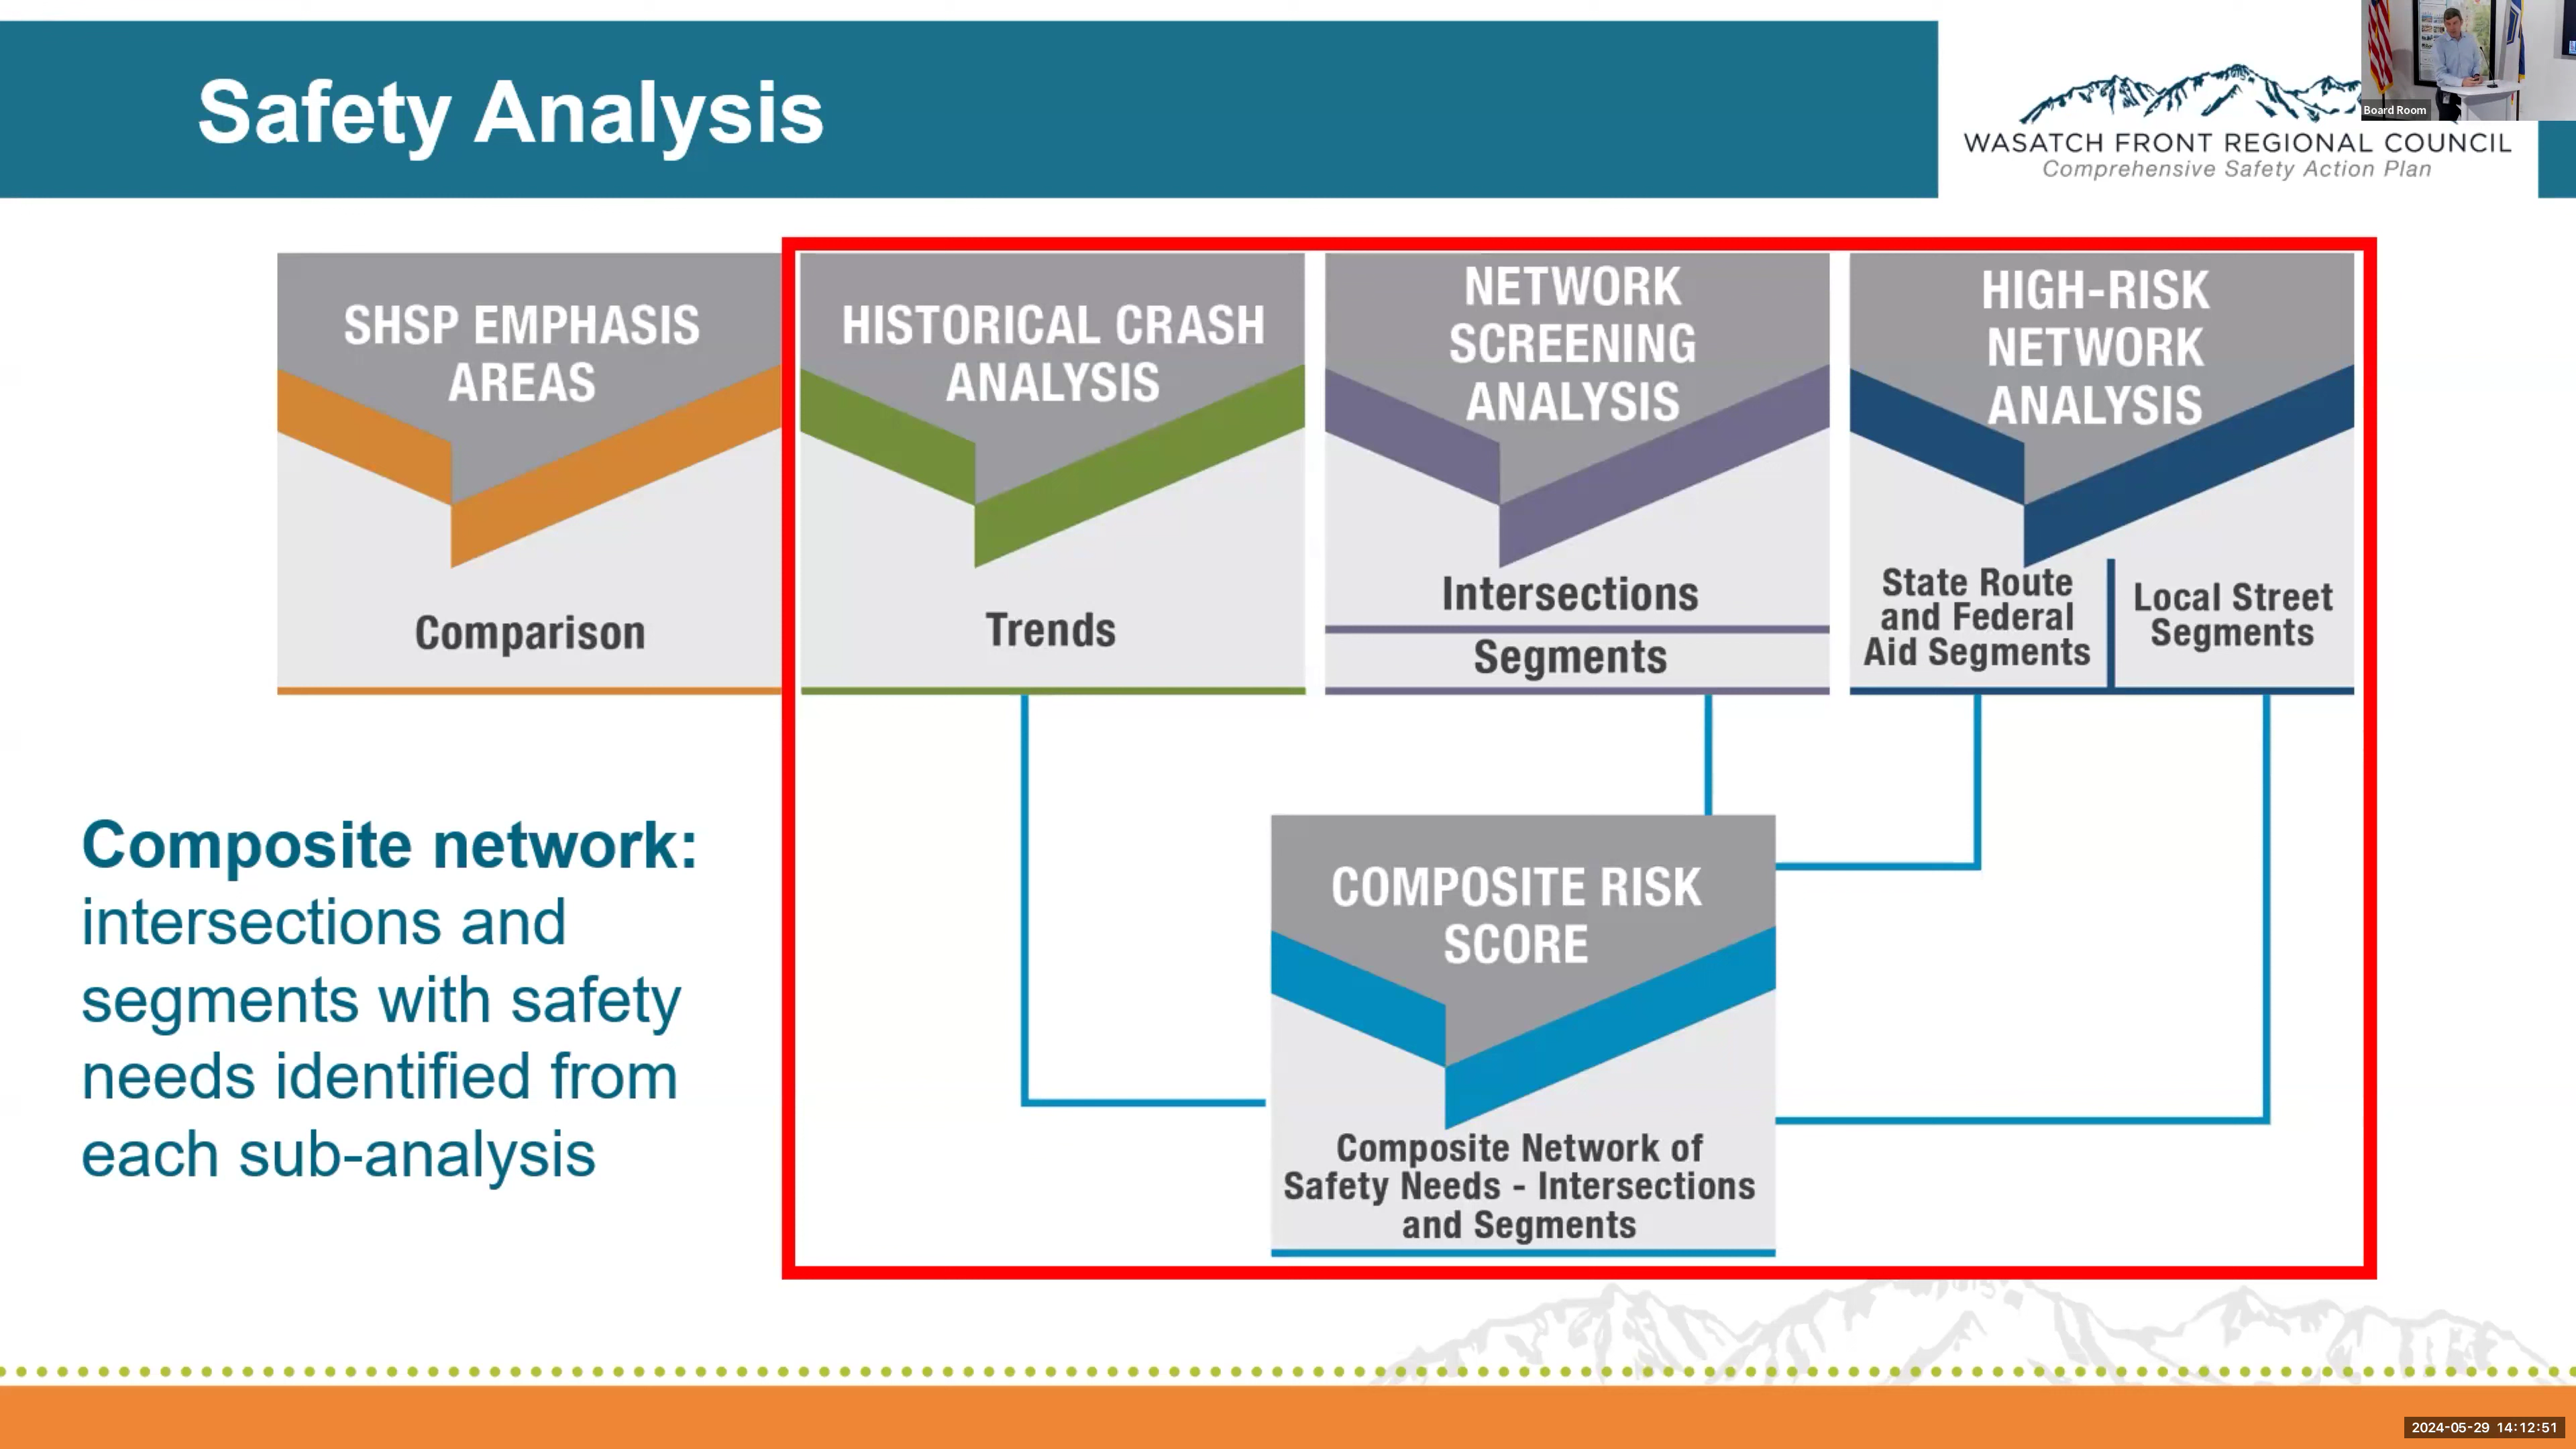 Safety Analysis
Board Room
WASATCH FRONT REGIONAL COUNCIL
Comprehensive Safety Action Plan
SHSP EMPHASIS
AREAS
Comparison
HISTORICAL CRASH
ANALYSIS
Trends
NETWORK
SCREENING
ANALYSIS
Intersections
Segments
HIGH-RISK
NETWORK
ANALYSIS
State Route
and Federal
Aid Segments
Local Street
Segments
Composite network:
intersections and
segments with safety
needs identified from
each sub-analysis
COMPOSITE RISK
SCORE
Composite Network of
Safety Needs - Intersections
and Segments
2024-05-29 14:12:51